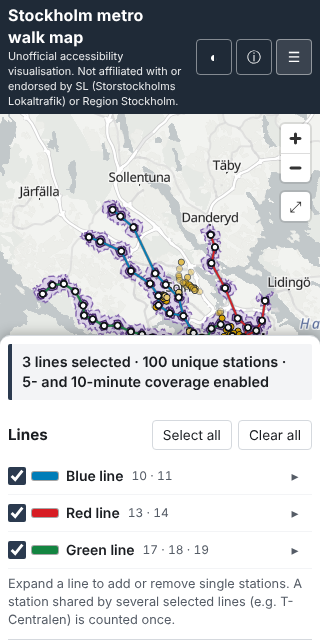 Stockholm metro
walk map
Unofficial accessibility
visualisation. Not affiliated with or
endorsed by SL (Storstockholms
Lokaltrafik) or Region Stockholm.
Täby
Sollentuna
Järfälla
Danderyd
Lidingö
3 lines selected · 100 unique stations ·
5- and 10-minute coverage enabled
Lines
Select all
Clear all
Blue line 10 · 11
Red line 13 · 14
Green line 17 · 18 · 19
Expand a line to add or remove single stations. A
station shared by several selected lines (e.g. T-
Centralen) is counted once.